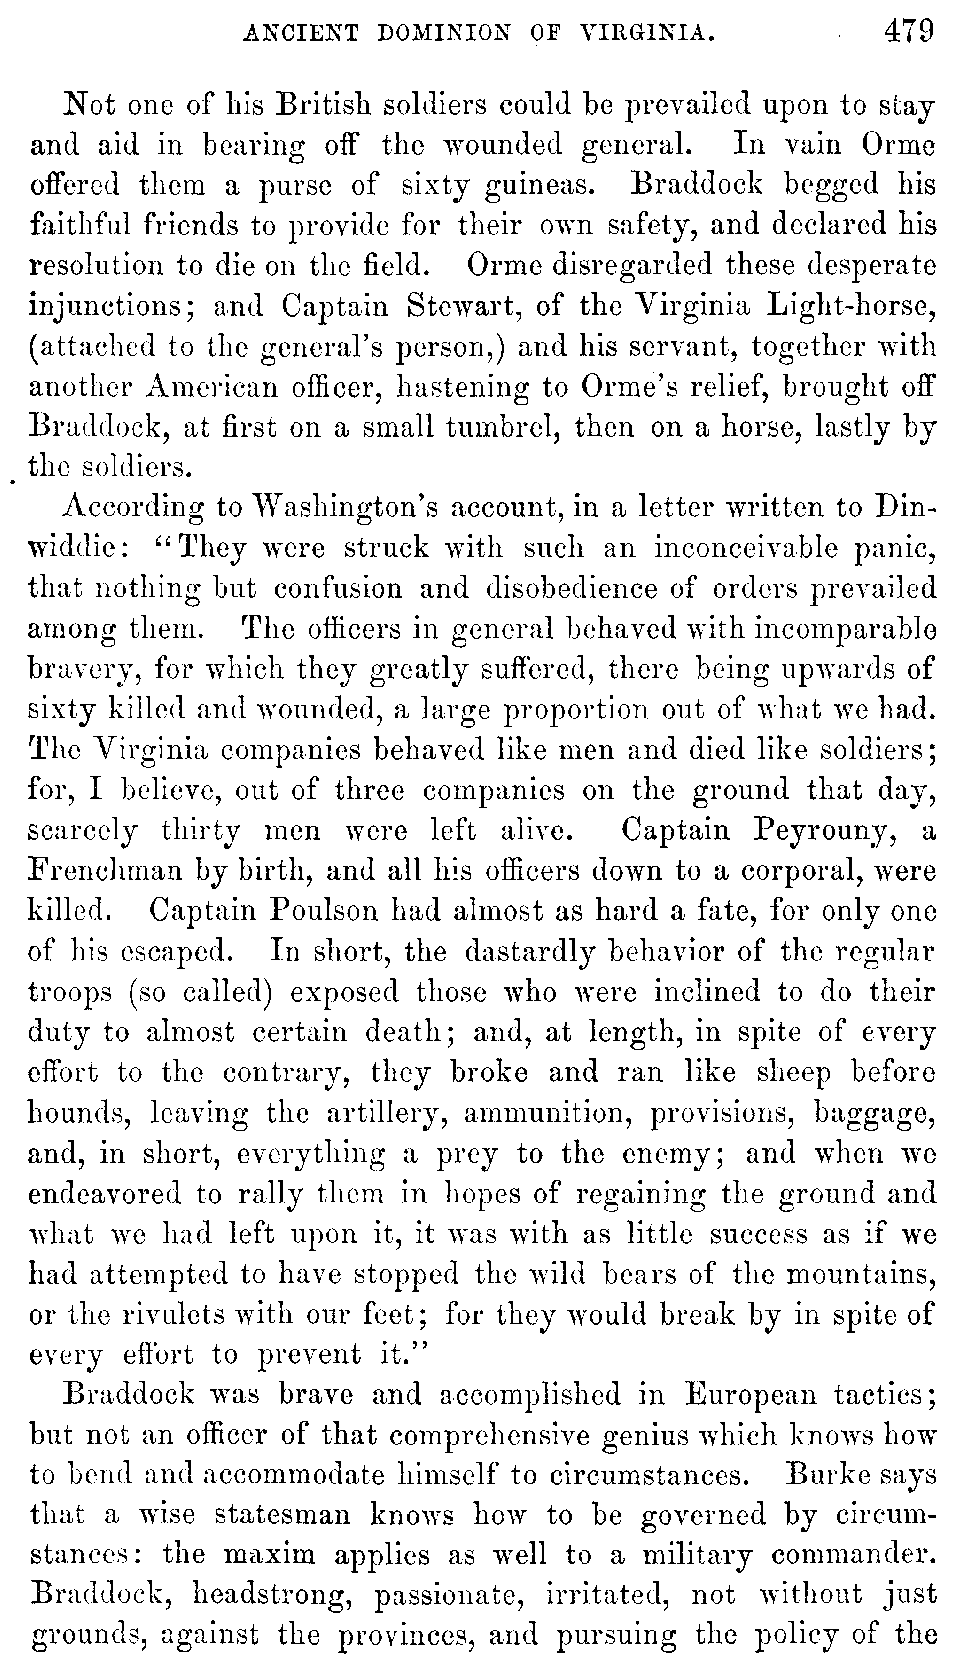 ANCIENT DOMINION OF VIRGINIA. 479
Not one of his British soldiers could be prevailed upon to stay
and aid in bearing off the wounded general. In vain Orme
offered them a purse of sixty guineas. Braddock begged his
faithful friends to provide for their own safety, and declared his
resolution to die on the field. Orme disregarded these desperate
injunctions; and Captain Stewart, of the Virginia Light-horse,
(attached to the general's person,) and his servant, together with
another American officer, hastening to Orme's relief, brought off
Braddock, at first on a small tumbrel, then on a horse, lastly by
the soldiers.
According to Washington's account, in a letter written to Din-
widdie: "They were struck with such an inconceivable panic,
that nothing but confusion and disobedience of orders prevailed
among them. The officers in general behaved with incomparable
bravery, for which they greatly suffered, there being upwards of
sixty killed and wounded, a large proportion out of what we had.
The Virginia companies behaved like men and died like soldiers;
for, I believe, out of three companies on the ground that day,
scarcely thirty men were left alive. Captain Peyrouny, a
Frenchman by birth, and all his officers down to a corporal, were
killed. Captain Poulson had almost as hard a fate, for only one
of his escaped. In short, the dastardly behavior of the regular
troops (so called) exposed those who were inclined to do their
duty to almost certain death; and, at length, in spite of every
effort to the contrary, they broke and ran like sheep before
hounds, leaving the artillery, ammunition, provisions, baggage,
and, in short, everything a prey to the enemy; and when we
endeavored to rally them in hopes of regaining the ground and
what we had left upon it, it was with as little success as if we
had attempted to have stopped the wild bears of the mountains,
or the rivulets with our feet; for they would break by in spite of
every effort to prevent it."
Braddock was brave and accomplished in European tactics;
but not an officer of that comprehensive genius which knows how
to bend and accommodate himself to circumstances. Burke says
that a wise statesman knows how to be governed by circum-
stances: the maxim applies as well to a military commander.
Braddock, headstrong, passionate, irritated, not without just
grounds, against the provinces, and pursuing the policy of the